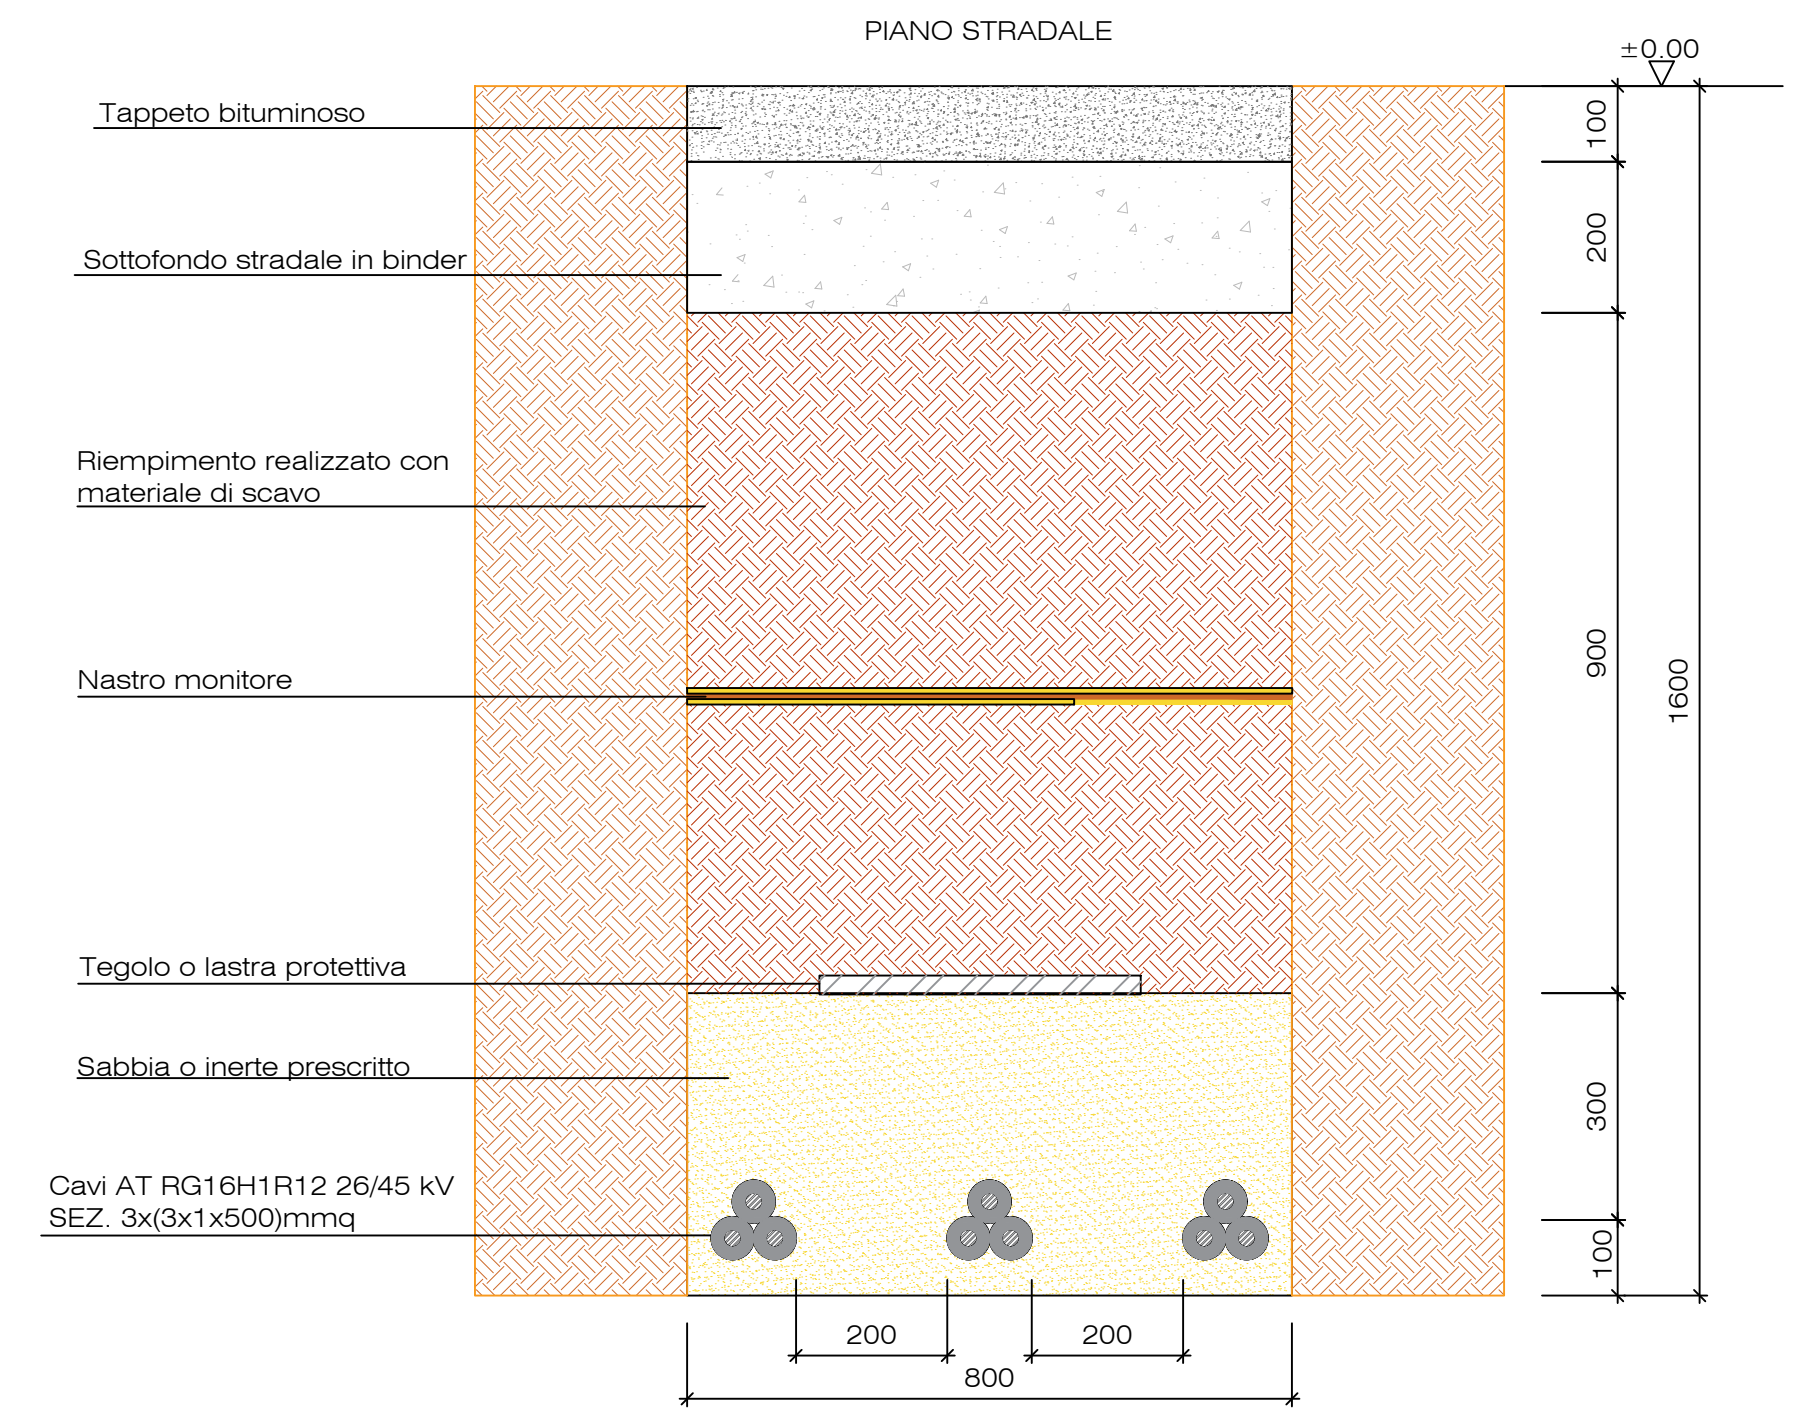 PIANO STRADALE
±0.00
Tappeto bituminoso
100
Sottofondo stradale in binder
200
Riempimento realizzato con
materiale di scavo
900
1600
Nastro monitore
Tegolo o lastra protettiva
Sabbia o inerte prescritto
300
Cavi AT RG16H1R12 26/45 kV
SEZ. 3x(3x1x500)mmq
100
200
200
800